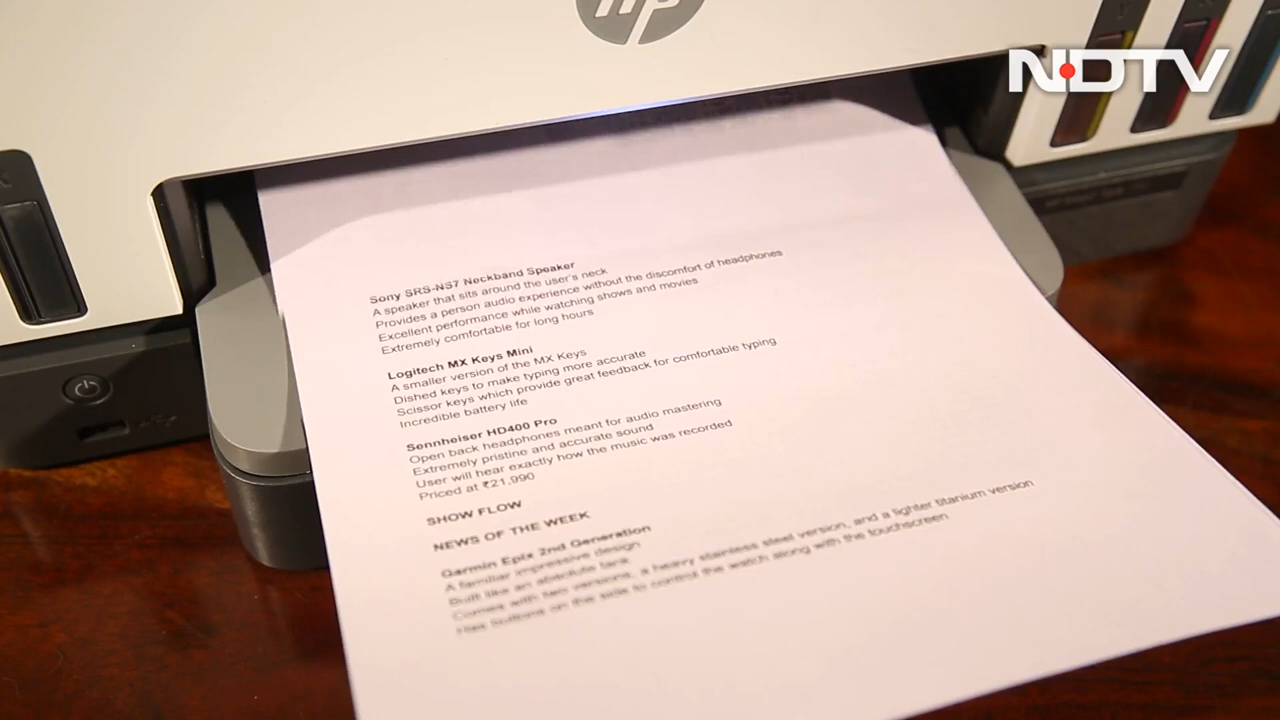 hp
NDTV
Sony SRS-NS7 Neckband Speaker
A speaker that sits around the user's neck
Provides a person audio experience without the discomfort of headphones
Excellent performance while watching shows and movies
Extremely comfortable for long hours
Logitech MX Keys Mini
A smaller version of the MX Keys
Dished keys to make typing more accurate
Scissor keys which provide great feedback for comfortable typing
Incredible battery life
Sennheiser HD400 Pro
Open back headphones meant for audio mastering
Extremely pristine and accurate sound
User will hear exactly how the music was recorded
Priced at ₹21,990
SHOW FLOW
NEWS OF THE WEEK
Garmin Epix 2nd Generation
A familiar impressive design
Built like an absolute tank
Comes with two versions, a heavy stainless steel version, and a lighter titanium version
Has buttons on the side to control the watch along with the touchscreen